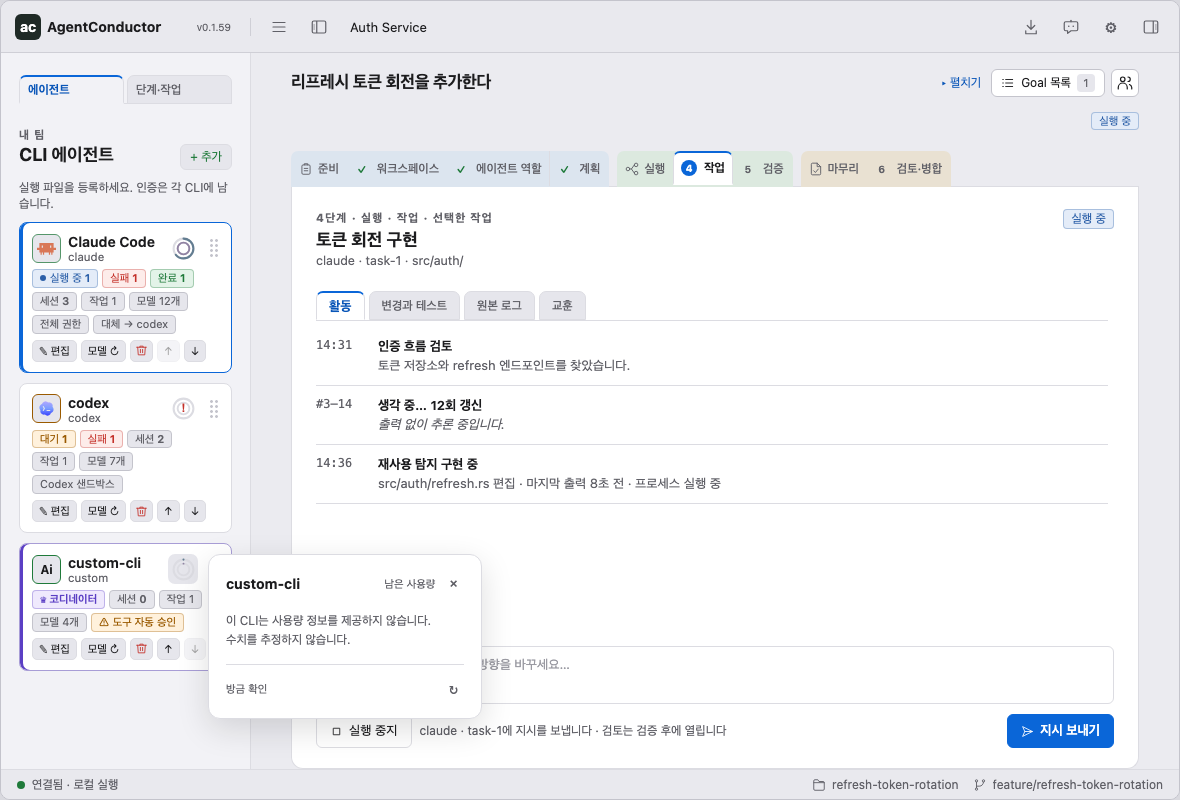 ac AgentConductor v0.1.59 Auth Service
에이전트 단계·작업
내 팀
CLI 에이전트
+ 추가
실행 파일을 등록하세요. 인증은 각 CLI에 남
습니다.
Claude Code
claude
실행 중 1 실패 1 완료 1
세션 3 작업 1 모델 12개
전체 권한 대체 → codex
✎ 편집 모델 ↻ ↑ ↓
codex
codex
대기 1 실패 1 세션 2
작업 1 모델 7개
Codex 샌드박스
✎ 편집 모델 ↻ ↑ ↓
Ai custom-cli
custom
♛ 코디네이터 세션 0 작업 1
모델 4개 ⚠ 도구 자동 승인
✎ 편집 모델 ↻ ↑ ↓
리프레시 토큰 회전을 추가한다
▸ 펼치기 Goal 목록 1
실행 중
준비 ✓ 워크스페이스 ✓ 에이전트 역할 ✓ 계획 실행 4 작업 5 검증 마무리 6 검토·병합
4단계 · 실행 · 작업 · 선택한 작업
실행 중
토큰 회전 구현
claude · task-1 · src/auth/
활동 변경과 테스트 원본 로그 교훈
14:31 인증 흐름 검토
토큰 저장소와 refresh 엔드포인트를 찾았습니다.
#3–14 생각 중… 12회 갱신
출력 없이 추론 중입니다.
14:36 재사용 탐지 구현 중
src/auth/refresh.rs 편집 · 마지막 출력 8초 전 · 프로세스 실행 중
custom-cli 남은 사용량 ×
이 CLI는 사용량 정보를 제공하지 않습니다.
수치를 추정하지 않습니다.
방금 확인 ↻
방향을 바꾸세요…
실행 중지 claude · task-1에 지시를 보냅니다 · 검토는 검증 후에 열립니다 지시 보내기
연결됨 · 로컬 실행 refresh-token-rotation feature/refresh-token-rotation